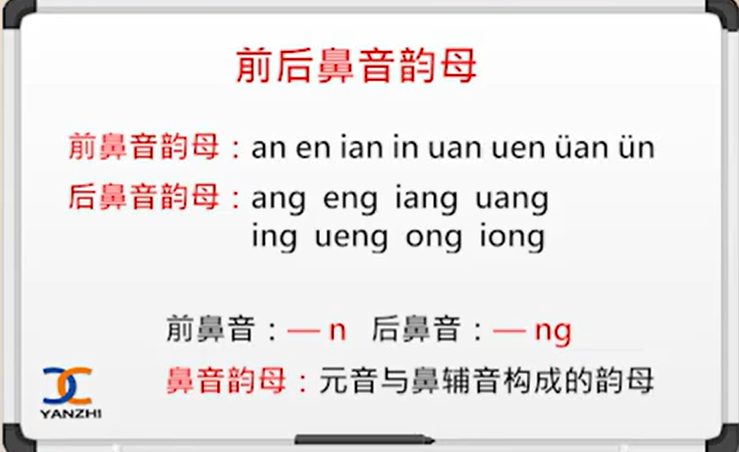 前后鼻音韵母
前鼻音韵母：an en ian in uan uen üan ün
后鼻音韵母：ang eng iang uang
ing ueng ong iong
前鼻音：— n 后鼻音：— ng
鼻音韵母：元音与鼻辅音构成的韵母
YANZHI